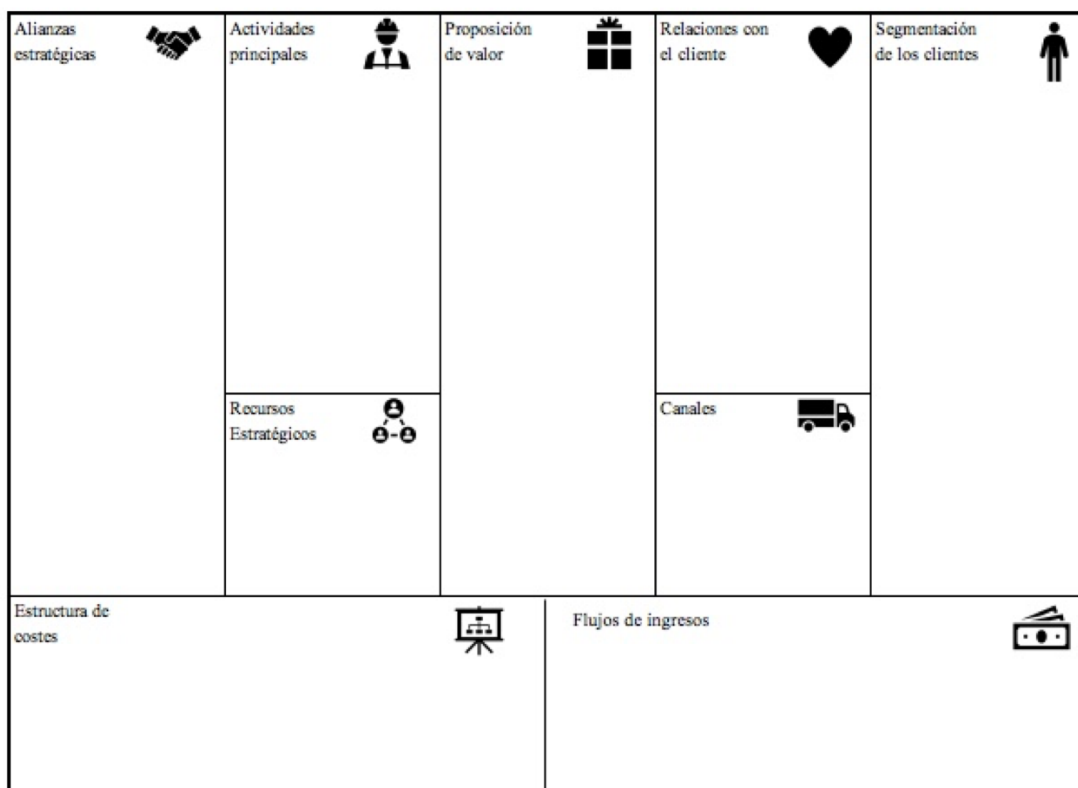 Alianzas
estratégicas
Actividades
principales
Proposición
de valor
Relaciones con
el cliente
Segmentación
de los clientes
Recursos
Estratégicos
Canales
Estructura de
costes
Flujos de ingresos